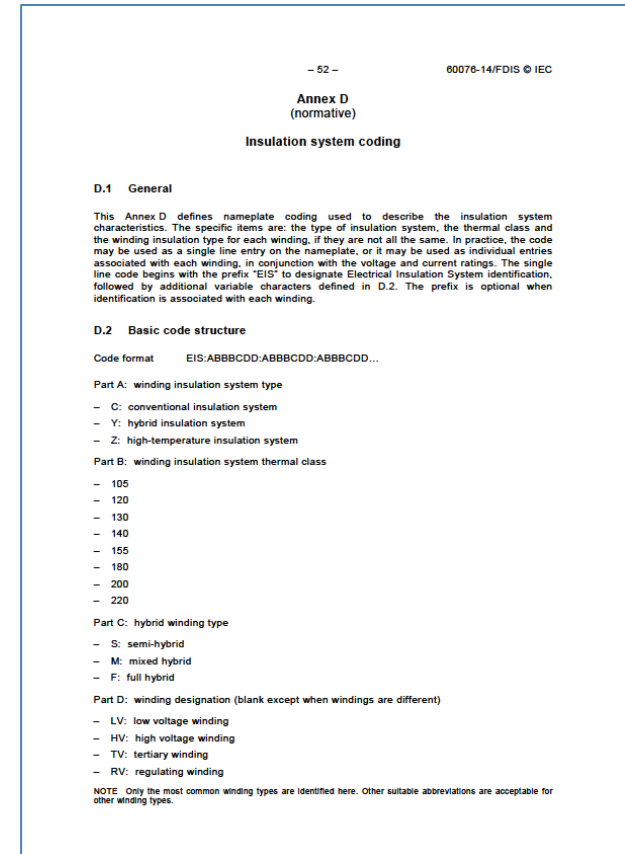 – 52 –
60076-14/FDIS © IEC
Annex D
(normative)
Insulation system coding
D.1 General
This Annex D defines nameplate coding used to describe the insulation system
characteristics. The specific items are: the type of insulation system, the thermal class and
the winding insulation type for each winding, if they are not all the same. In practice, the code
may be used as a single line entry on the nameplate, or it may be used as individual entries
associated with each winding, in conjunction with the voltage and current ratings. The single
line code begins with the prefix "EIS" to designate Electrical Insulation System identification,
followed by additional variable characters defined in D.2. The prefix is optional when
identification is associated with each winding.
D.2 Basic code structure
Code format EIS:ABBBCDD:ABBBCDD:ABBBCDD...
Part A: winding insulation system type
– C: conventional insulation system
– Y: hybrid insulation system
– Z: high-temperature insulation system
Part B: winding insulation system thermal class
– 105
– 120
– 130
– 140
– 155
– 180
– 200
– 220
Part C: hybrid winding type
– S: semi-hybrid
– M: mixed hybrid
– F: full hybrid
Part D: winding designation (blank except when windings are different)
– LV: low voltage winding
– HV: high voltage winding
– TV: tertiary winding
– RV: regulating winding
NOTE Only the most common winding types are identified here. Other suitable abbreviations are acceptable for
other winding types.